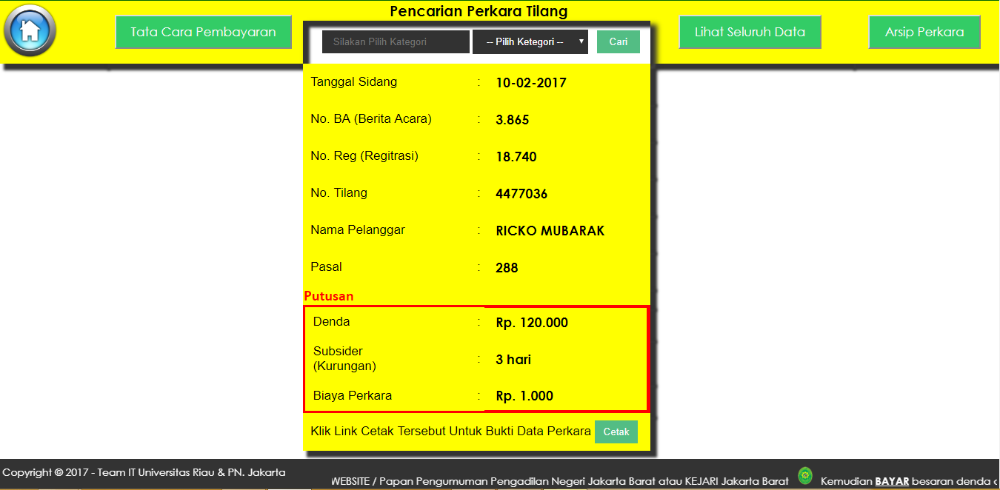 Pencarian Perkara Tilang
Tata Cara Pembayaran
Silakan Pilih Kategori
-- Pilih Ketegori --
Cari
Lihat Seluruh Data
Arsip Perkara
Tanggal Sidang : 10-02-2017
No. BA (Berita Acara) : 3.865
No. Reg (Regitrasi) : 18.740
No. Tilang : 4477036
Nama Pelanggar : RICKO MUBARAK
Pasal : 288
Putusan
Denda : Rp. 120.000
Subsider
(Kurungan) : 3 hari
Biaya Perkara : Rp. 1.000
Klik Link Cetak Tersebut Untuk Bukti Data Perkara Cetak
Copyright © 2017 - Team IT Universitas Riau & PN. Jakarta
WEBSITE / Papan Pengumuman Pengadilan Negeri Jakarta Barat atau KEJARI Jakarta Barat Kemudian BAYAR besaran denda